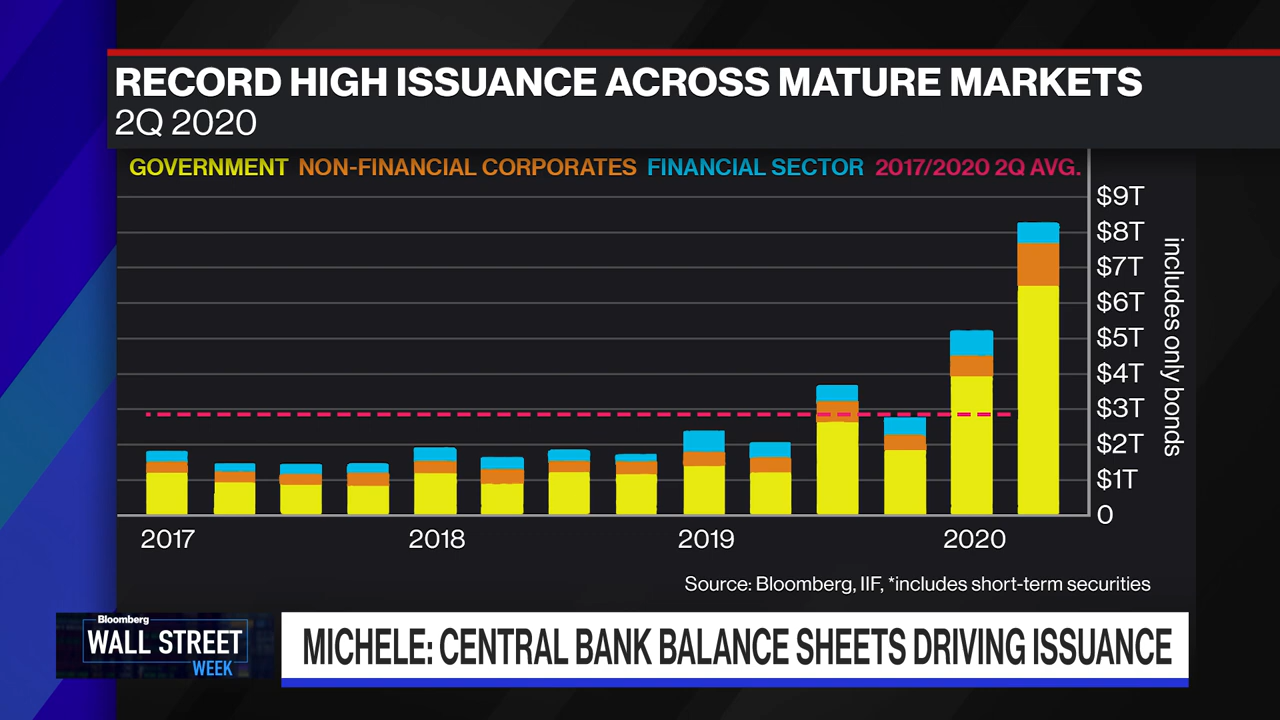 RECORD HIGH ISSUANCE ACROSS MATURE MARKETS
2Q 2020
GOVERNMENT NON-FINANCIAL CORPORATES FINANCIAL SECTOR 2017/2020 2Q AVG.
$9T
$8T
$7T
$6T
$5T
$4T
$3T
$2T
$1T
0
includes only bonds
2017 2018 2019 2020
Source: Bloomberg, IIF, *includes short-term securities
Bloomberg
WALL STREET
WEEK
MICHELE: CENTRAL BANK BALANCE SHEETS DRIVING ISSUANCE